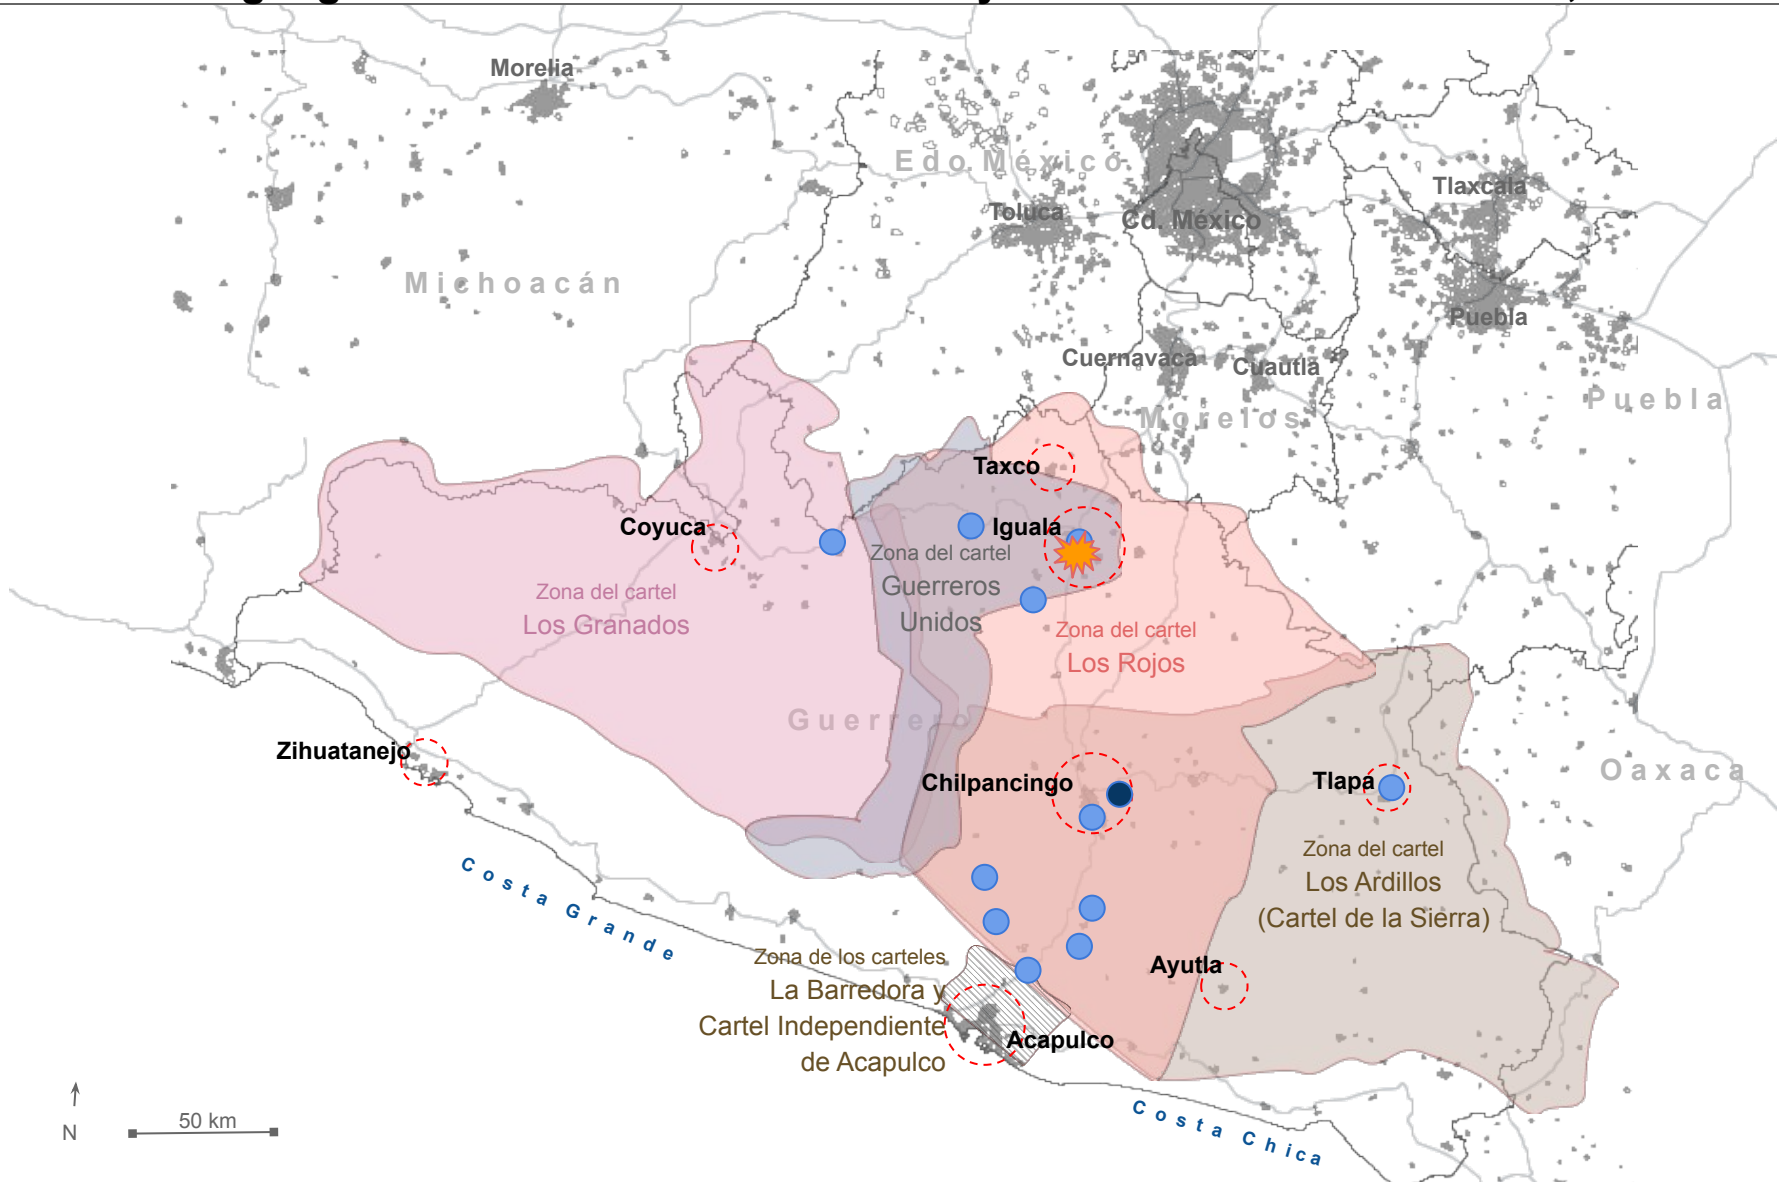 Morelia
Edo. México
Tlaxcala
Toluca
Cd. México
Michoacán
Puebla
Cuernavaca
Cuautla
Puebla
Morelos
Taxco
Coyuca
Iguala
Zona del cartel
Guerreros
Unidos
Zona del cartel
Los Granados
Zona del cartel
Los Rojos
Guerrero
Zihuatanejo
Chilpancingo
Tlapa
Oaxaca
Zona del cartel
Los Ardillos
(Cartel de la Sierra)
Costa Grande
Zona de los carteles
La Barredora y
Cartel Independiente
de Acapulco
Ayutla
Acapulco
N
50 km
Costa Chica